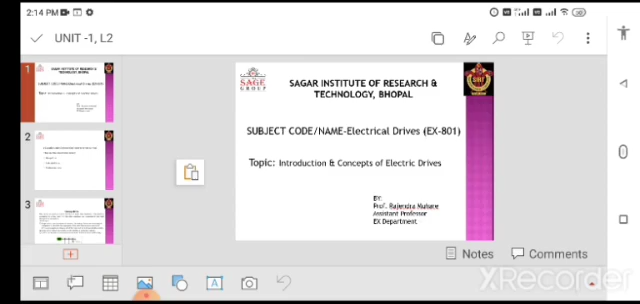 2:14 PM
UNIT -1, L2
1
2
3
SAGAR INSTITUTE OF RESEARCH &
TECHNOLOGY, BHOPAL
SAGE
GROUP
SUBJECT CODE/NAME-Electrical Drives (EX-801)
Topic: Introduction & Concepts of Electric Drives
BY:
Prof. Rajendra Muhare
Assistant Professor
EX Department
Notes
Comments
XRecorder